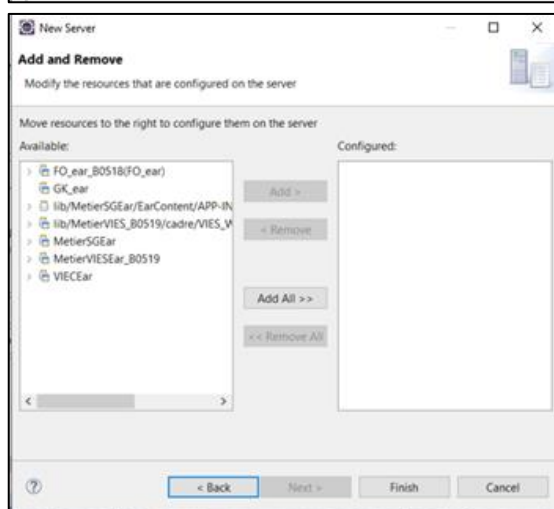 New Server
Add and Remove
Modify the resources that are configured on the server
Move resources to the right to configure them on the server
Available:
Configured:
FO_ear_B0518(FO_ear)
GK_ear
lib/MetierSGEar/EarContent/APP-IN
lib/MetierVIES_B0519/cadre/VIES_W
MetierSGEar
MetierVIESEar_B0519
VIECEar
Add >
< Remove
Add All >>
<< Remove All
< Back
Next >
Finish
Cancel